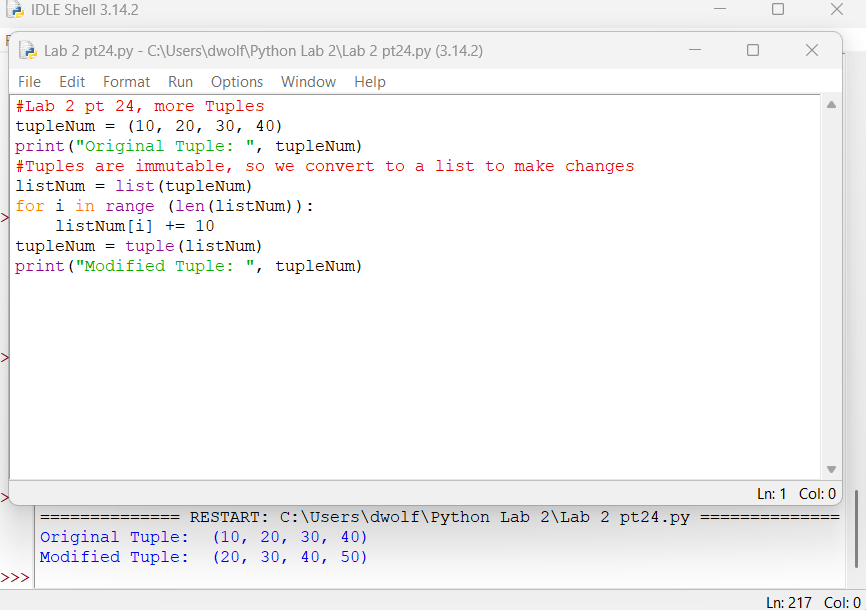 IDLE Shell 3.14.2
Lab 2 pt24.py - C:\Users\dwolf\Python Lab 2\Lab 2 pt24.py (3.14.2)
File Edit Format Run Options Window Help
#Lab 2 pt 24, more Tuples
tupleNum = (10, 20, 30, 40)
print("Original Tuple: ", tupleNum)
#Tuples are immutable, so we convert to a list to make changes
listNum = list(tupleNum)
for i in range (len(listNum)):
    listNum[i] += 10
tupleNum = tuple(listNum)
print("Modified Tuple: ", tupleNum)
Ln: 1 Col: 0
============== RESTART: C:\Users\dwolf\Python Lab 2\Lab 2 pt24.py ==============
Original Tuple:  (10, 20, 30, 40)
Modified Tuple:  (20, 30, 40, 50)
>>>
Ln: 217 Col: 0